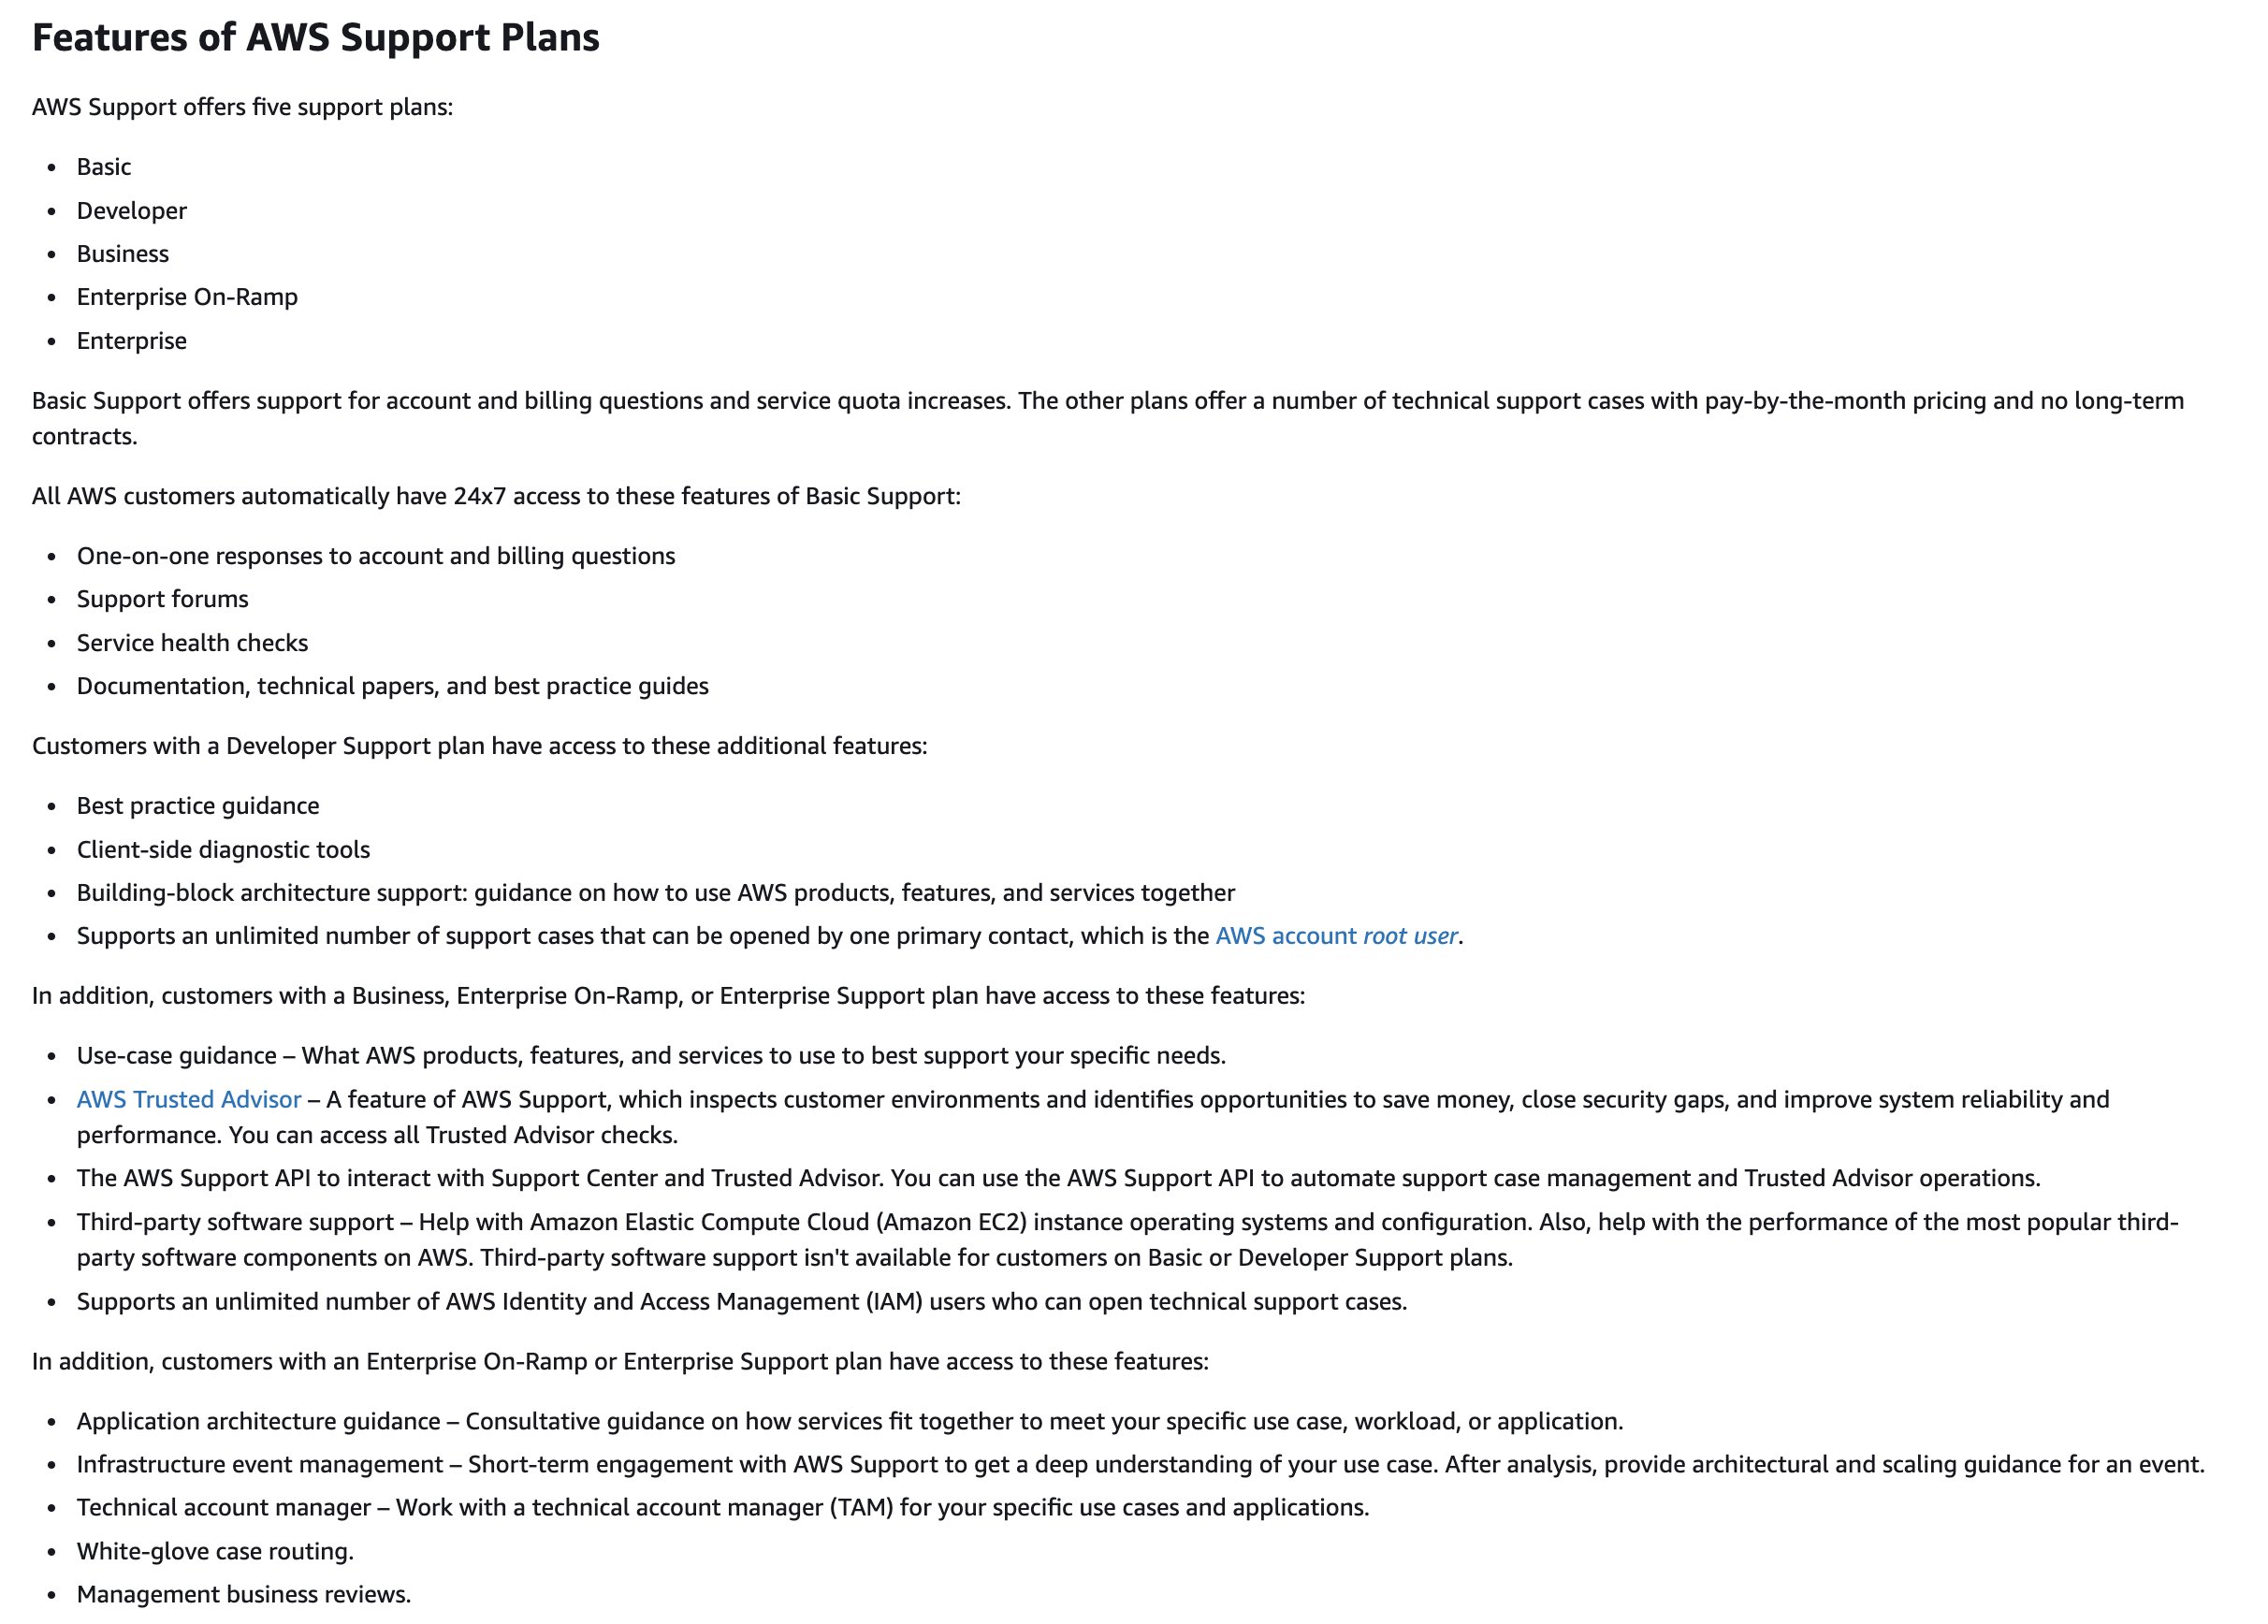 Features of AWS Support Plans
AWS Support offers five support plans:
• Basic
• Developer
• Business
• Enterprise On-Ramp
• Enterprise
Basic Support offers support for account and billing questions and service quota increases. The other plans offer a number of technical support cases with pay-by-the-month pricing and no long-term
contracts.
All AWS customers automatically have 24x7 access to these features of Basic Support:
• One-on-one responses to account and billing questions
• Support forums
• Service health checks
• Documentation, technical papers, and best practice guides
Customers with a Developer Support plan have access to these additional features:
• Best practice guidance
• Client-side diagnostic tools
• Building-block architecture support: guidance on how to use AWS products, features, and services together
• Supports an unlimited number of support cases that can be opened by one primary contact, which is the AWS account root user.
In addition, customers with a Business, Enterprise On-Ramp, or Enterprise Support plan have access to these features:
• Use-case guidance – What AWS products, features, and services to use to best support your specific needs.
• AWS Trusted Advisor – A feature of AWS Support, which inspects customer environments and identifies opportunities to save money, close security gaps, and improve system reliability and
performance. You can access all Trusted Advisor checks.
• The AWS Support API to interact with Support Center and Trusted Advisor. You can use the AWS Support API to automate support case management and Trusted Advisor operations.
• Third-party software support – Help with Amazon Elastic Compute Cloud (Amazon EC2) instance operating systems and configuration. Also, help with the performance of the most popular third-
party software components on AWS. Third-party software support isn't available for customers on Basic or Developer Support plans.
• Supports an unlimited number of AWS Identity and Access Management (IAM) users who can open technical support cases.
In addition, customers with an Enterprise On-Ramp or Enterprise Support plan have access to these features:
• Application architecture guidance – Consultative guidance on how services fit together to meet your specific use case, workload, or application.
• Infrastructure event management – Short-term engagement with AWS Support to get a deep understanding of your use case. After analysis, provide architectural and scaling guidance for an event.
• Technical account manager – Work with a technical account manager (TAM) for your specific use cases and applications.
• White-glove case routing.
• Management business reviews.